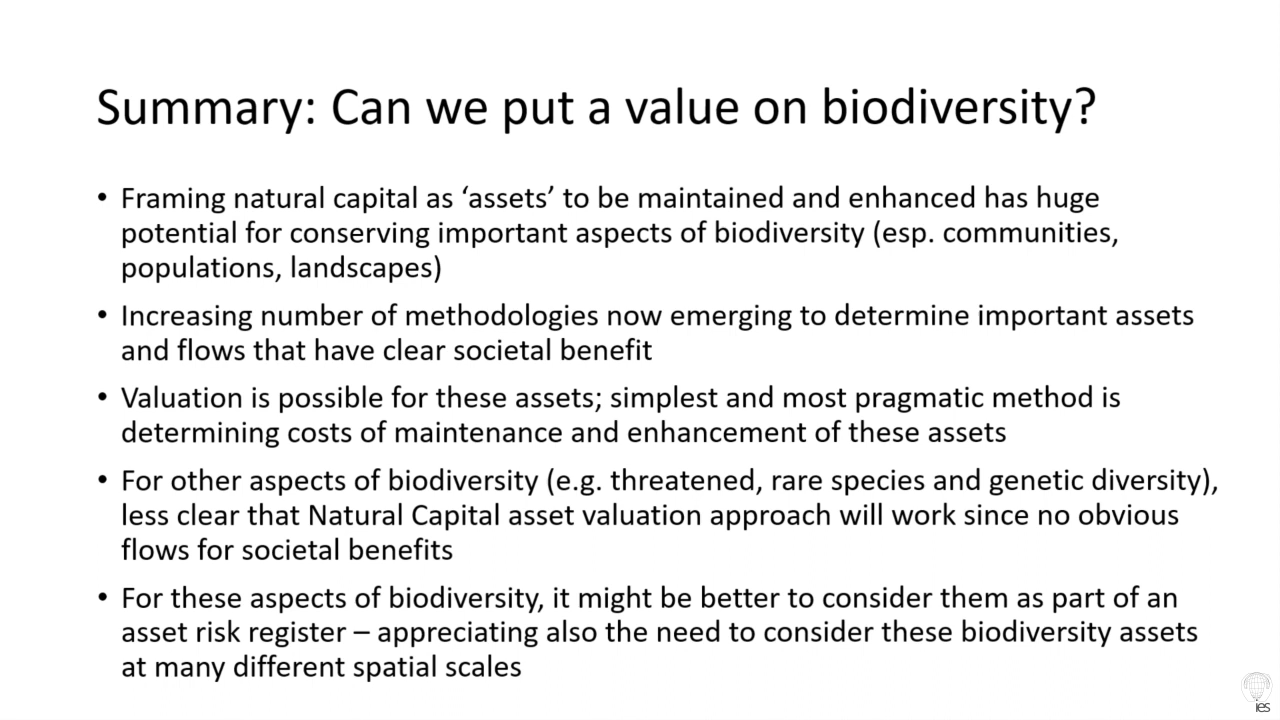 Summary: Can we put a value on biodiversity?
• Framing natural capital as ‘assets’ to be maintained and enhanced has huge
potential for conserving important aspects of biodiversity (esp. communities,
populations, landscapes)
• Increasing number of methodologies now emerging to determine important assets
and flows that have clear societal benefit
• Valuation is possible for these assets; simplest and most pragmatic method is
determining costs of maintenance and enhancement of these assets
• For other aspects of biodiversity (e.g. threatened, rare species and genetic diversity),
less clear that Natural Capital asset valuation approach will work since no obvious
flows for societal benefits
• For these aspects of biodiversity, it might be better to consider them as part of an
asset risk register – appreciating also the need to consider these biodiversity assets
at many different spatial scales
ies